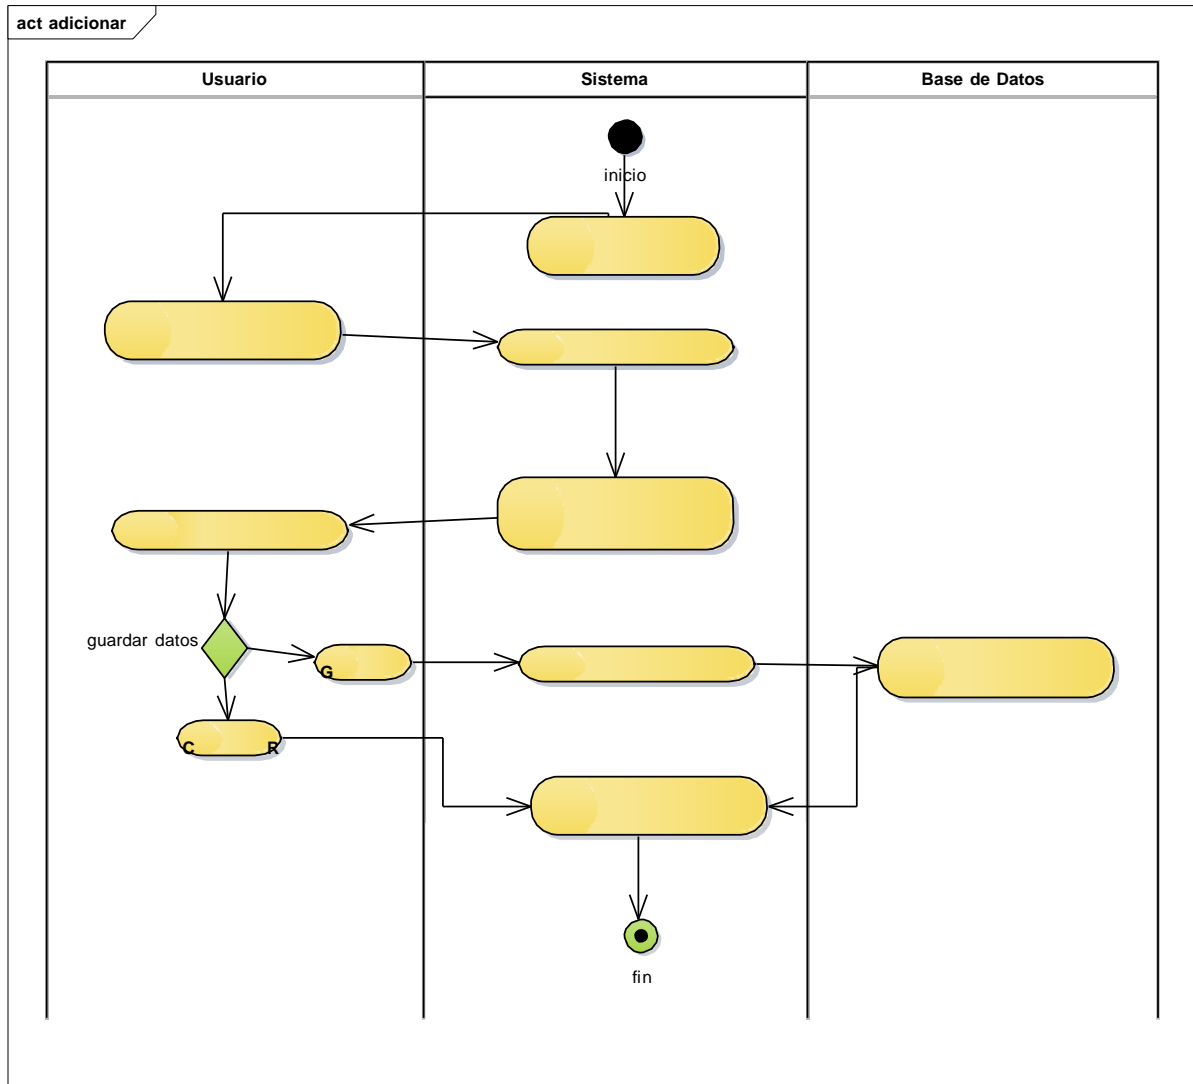 act adicionar
Usuario
Sistema
Base de Datos
inicio
guardar datos
G
C R
fin